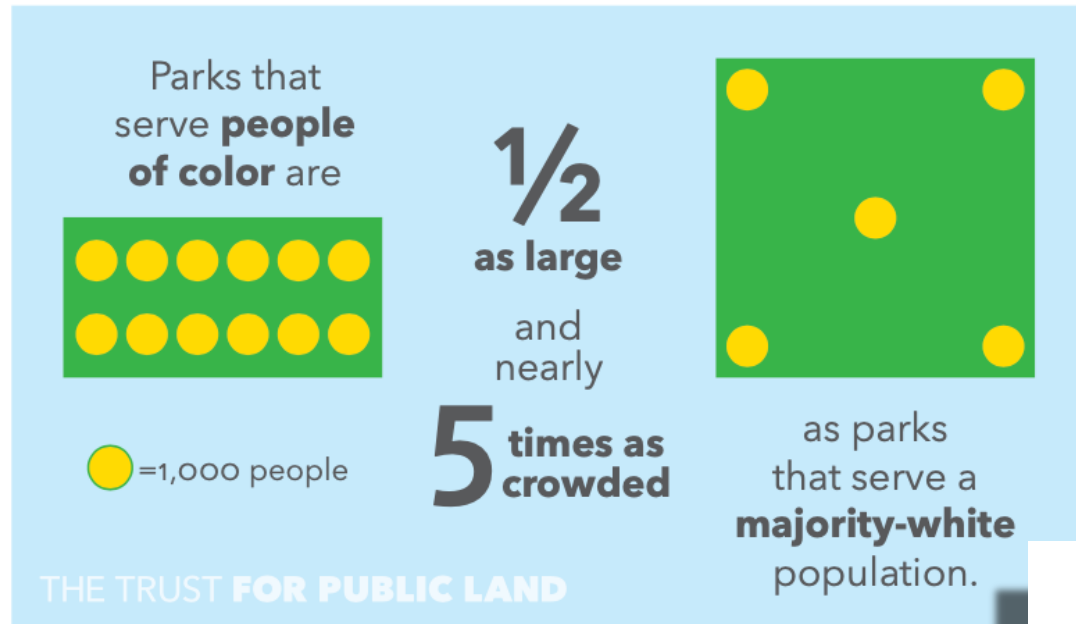 Parks that
serve people
of color are
½
as large
and
nearly
5 times as
crowded
as parks
that serve a
majority-white
population.
=1,000 people
THE TRUST FOR PUBLIC LAND